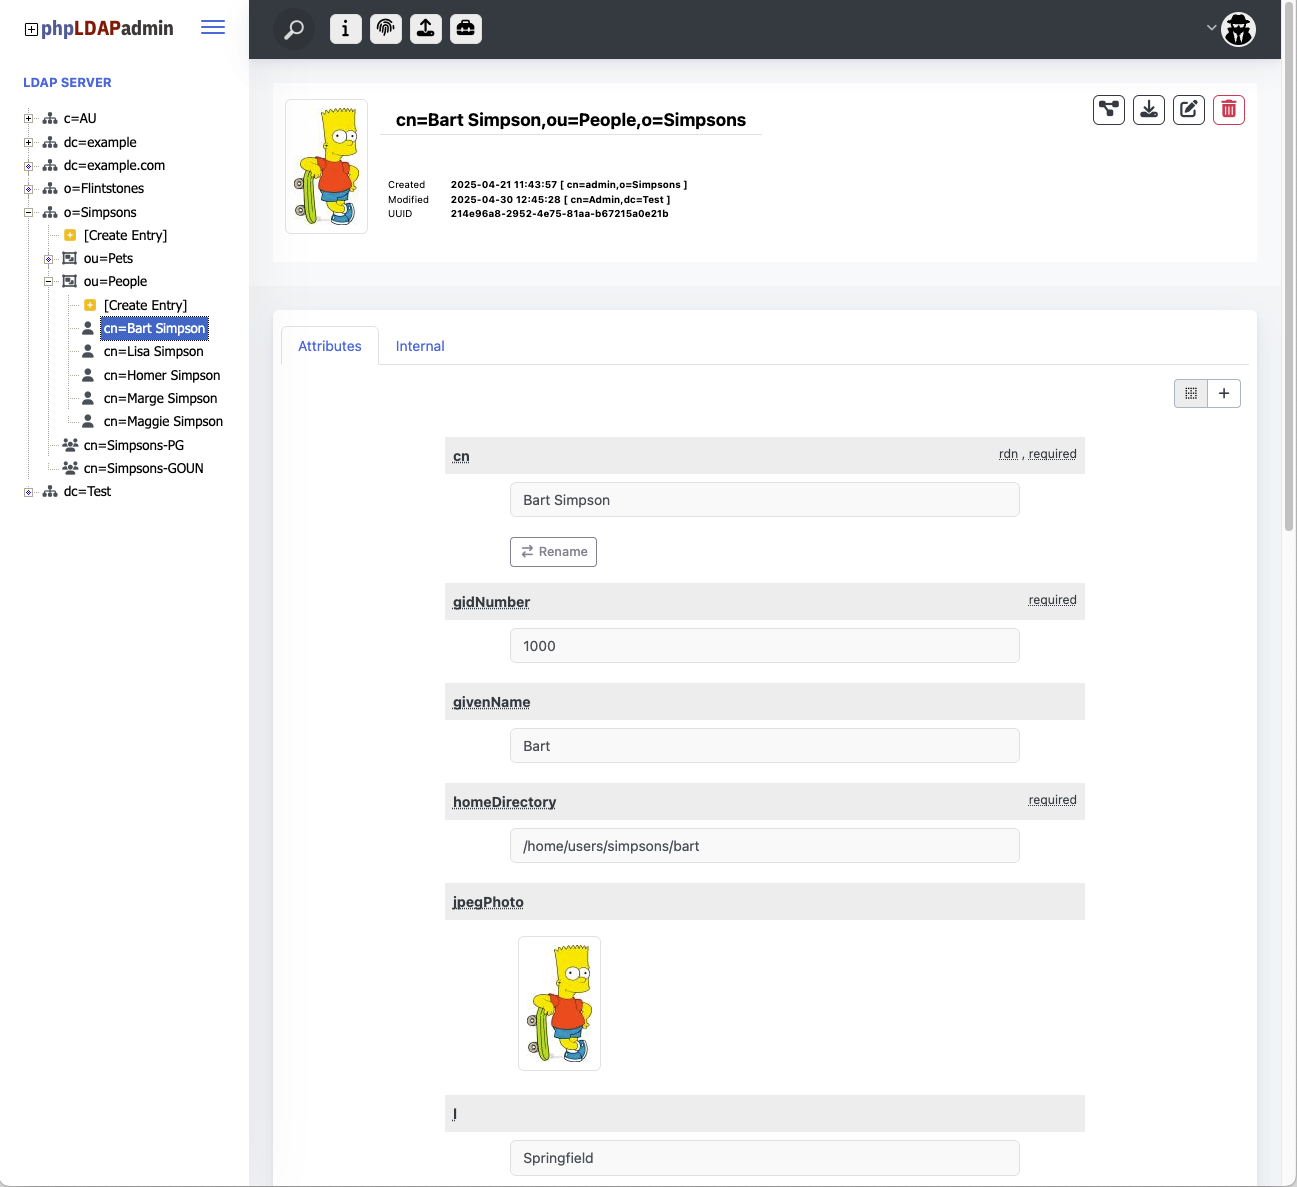 phpLDAPadmin
LDAP SERVER
c=AU
dc=example
dc=example.com
o=Flintstones
o=Simpsons
[Create Entry]
ou=Pets
ou=People
[Create Entry]
cn=Bart Simpson
cn=Lisa Simpson
cn=Homer Simpson
cn=Marge Simpson
cn=Maggie Simpson
cn=Simpsons-PG
cn=Simpsons-GOUN
dc=Test
cn=Bart Simpson,ou=People,o=Simpsons
Created 2025-04-21 11:43:57 [ cn=admin,o=Simpsons ]
Modified 2025-04-30 12:45:28 [ cn=Admin,dc=Test ]
UUID 214e96a8-2952-4e75-81aa-b67215a0e21b
Attributes Internal
cn rdn , required
Bart Simpson
Rename
gidNumber required
1000
givenName
Bart
homeDirectory required
/home/users/simpsons/bart
jpegPhoto
l
Springfield